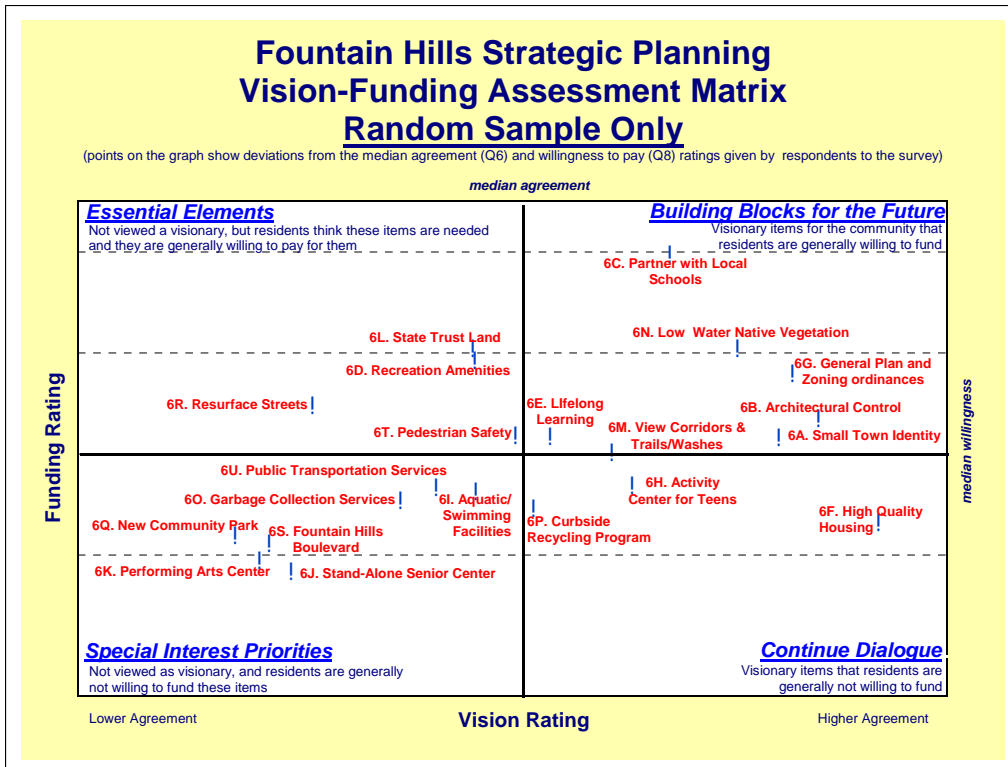 Fountain Hills Strategic Planning
Vision-Funding Assessment Matrix
Random Sample Only
(points on the graph show deviations from the median agreement (Q6) and willingness to pay (Q8) ratings given by respondents to the survey)
median agreement
Essential Elements
Not viewed a visionary, but residents think these items are needed
and they are generally willing to pay for them
Building Blocks for the Future
Visionary items for the community that
residents are generally willing to fund
6C. Partner with Local
Schools
6L. State Trust Land
6N. Low Water Native Vegetation
6D. Recreation Amenities
6G. General Plan and
Zoning ordinances
6R. Resurface Streets
6E. LIfelong
Learning
6B. Architectural Control
6T. Pedestrian Safety
6M. View Corridors &
Trails/Washes
6A. Small Town Identity
Funding Rating
median willingness
6U. Public Transportation Services
6O. Garbage Collection Services
6I. Aquatic/
Swimming
Facilities
6H. Activity
Center for Teens
6P. Curbside
Recycling Program
6F. High Quality
Housing
6Q. New Community Park
6S. Fountain Hills
Boulevard
6K. Performing Arts Center
6J. Stand-Alone Senior Center
Special Interest Priorities
Not viewed as visionary, and residents are generally
not willing to fund these items
Continue Dialogue
Visionary items that residents are
generally not willing to fund
Lower Agreement
Vision Rating
Higher Agreement